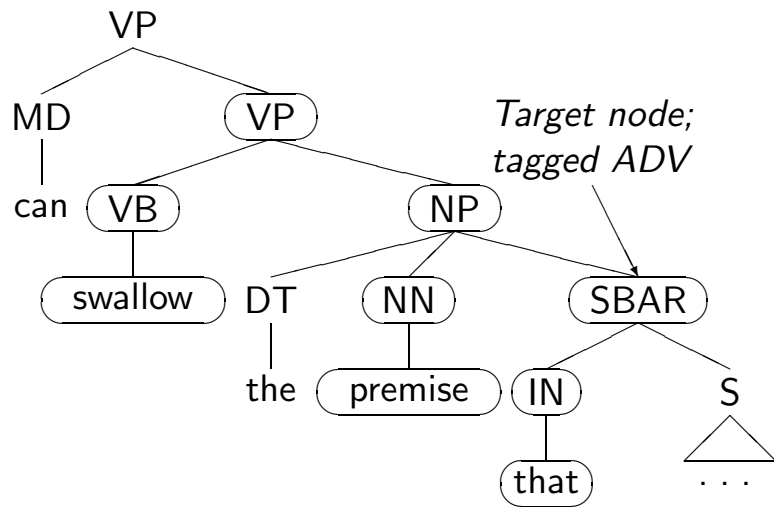 VP
MD VP Target node;
tagged ADV
can VB NP
swallow DT NN SBAR
the premise IN S
that . . .